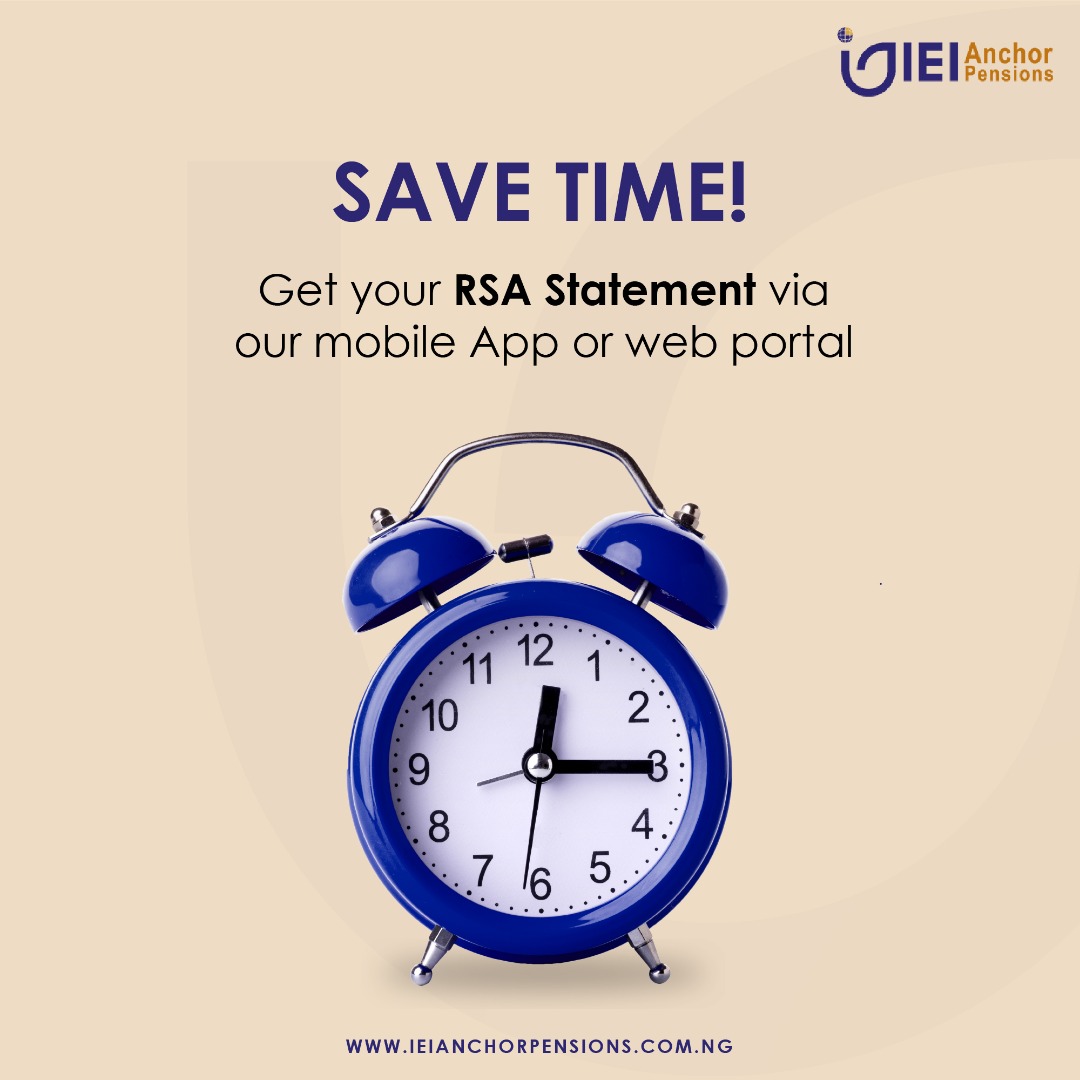 IEI Anchor
Pensions
SAVE TIME!
Get your RSA Statement via
our mobile App or web portal
12
11 1
10 2
9 3
8 4
7 5
6
WWW.IEIANCHORPENSIONS.COM.NG